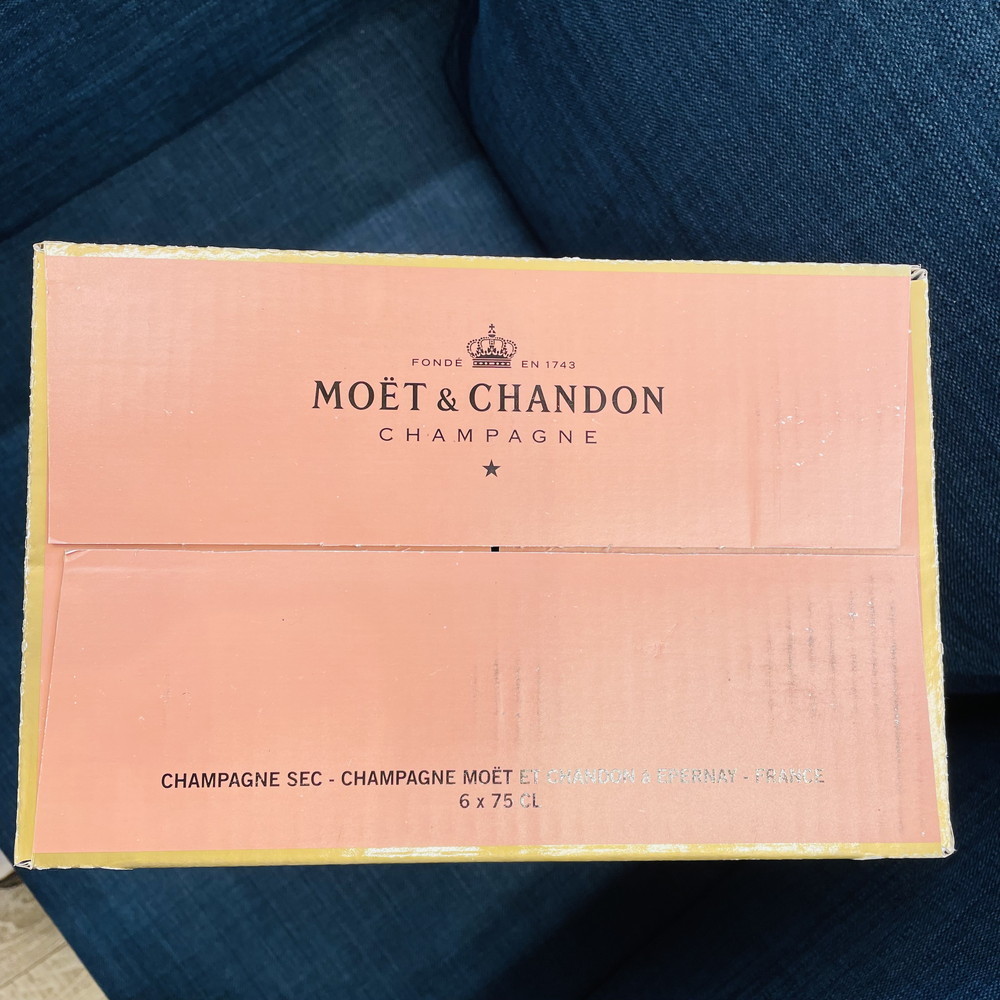 FONDÉ EN 1743
MOËT & CHANDON
CHAMPAGNE
CHAMPAGNE SEC - CHAMPAGNE MOËT ET CHANDON à EPERNAY - FRANCE
6 x 75 CL